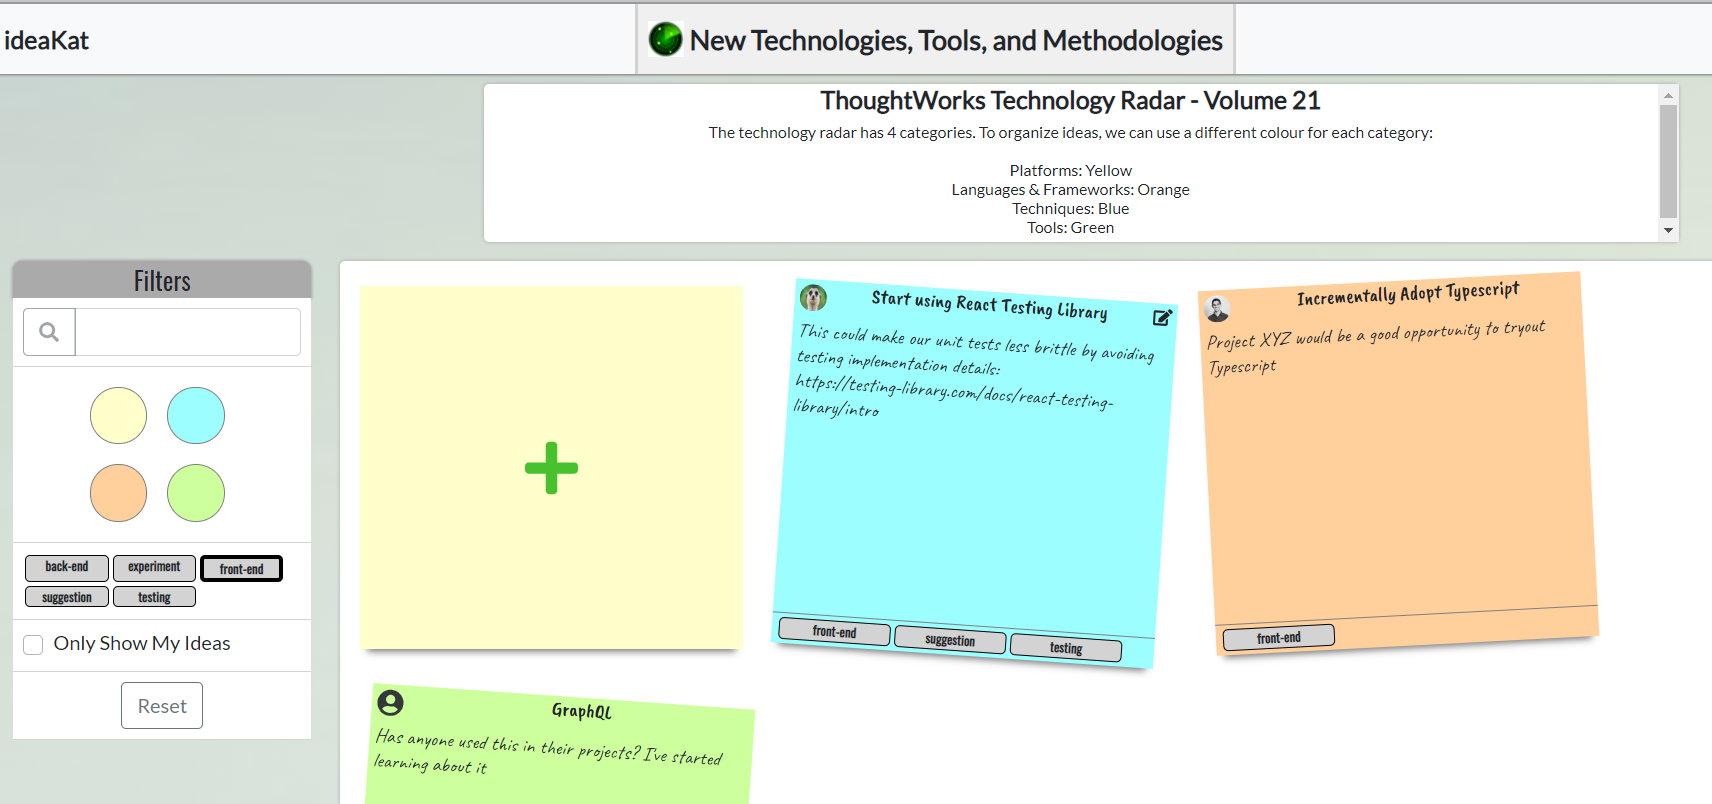 ideaKat
New Technologies, Tools, and Methodologies
ThoughtWorks Technology Radar - Volume 21
The technology radar has 4 categories. To organize ideas, we can use a different colour for each category:
Platforms: Yellow
Languages & Frameworks: Orange
Techniques: Blue
Tools: Green
Filters
back-end experiment front-end
suggestion testing
Only Show My Ideas
Reset
Start using React Testing Library
This could make our unit tests less brittle by avoiding
testing implementation details:
https://testing-library.com/docs/react-testing-
library/intro
front-end suggestion testing
Incrementally Adopt Typescript
Project XYZ would be a good opportunity to tryout
Typescript
front-end
GraphQL
Has anyone used this in their projects? I've started
learning about it